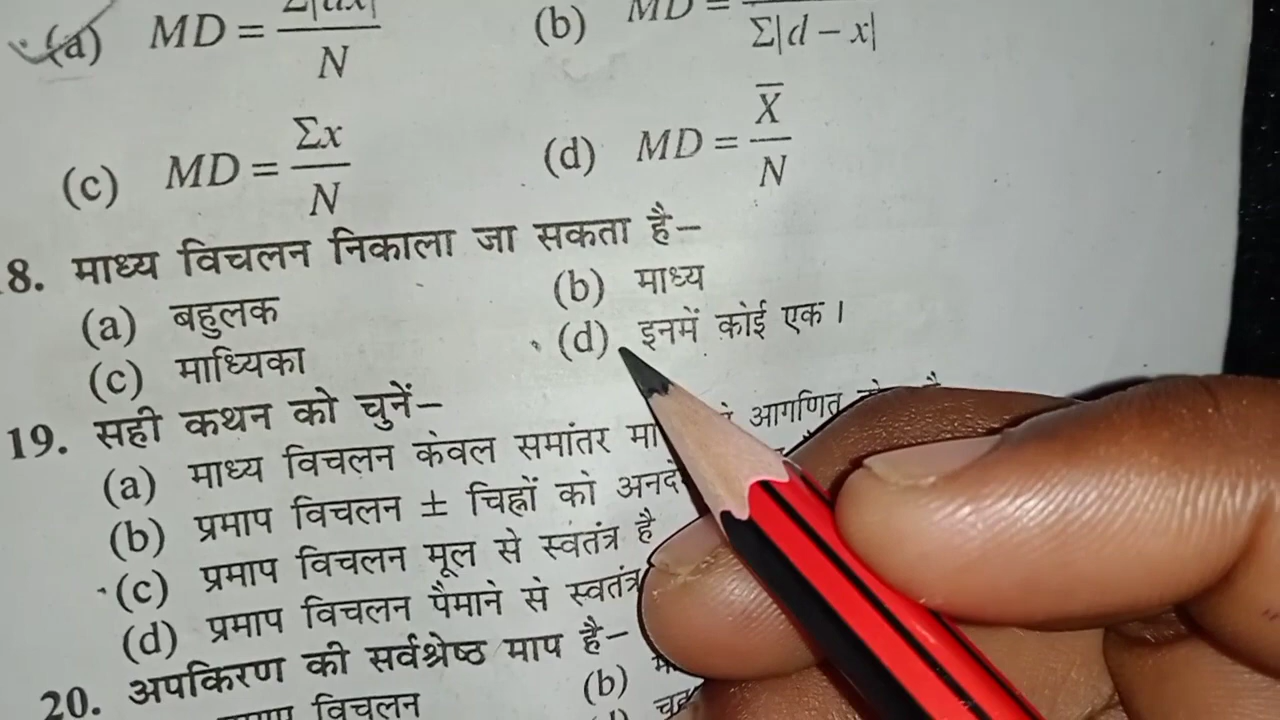 (a) MD = Σ|dx| / N (b) MD = / Σ|d – x|
(c) MD = Σx / N (d) MD = X̄ / N
8. माध्य विचलन निकाला जा सकता है–
(a) बहुलक (b) माध्य
(c) माध्यिका (d) इनमें कोई एक ।
19. सही कथन को चुनें–
(a) माध्य विचलन केवल समांतर आगणित
(b) प्रमाप विचलन ± चिह्नों को
(c) प्रमाप विचलन मूल से स्वतंत्र है
(d) प्रमाप विचलन पैमाने से स्वतंत्र
20. अपकिरण की सर्वश्रेष्ठ माप है–
विचलन (b)